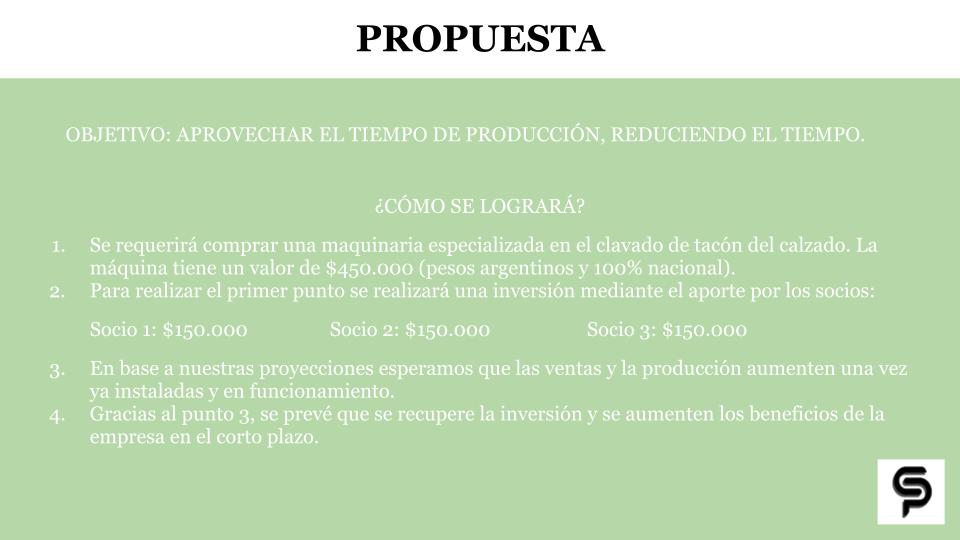 PROPUESTA
OBJETIVO: APROVECHAR EL TIEMPO DE PRODUCCIÓN, REDUCIENDO EL TIEMPO.
¿CÓMO SE LOGRARÁ?
1. Se requerirá comprar una maquinaria especializada en el clavado de tacón del calzado. La
máquina tiene un valor de $450.000 (pesos argentinos y 100% nacional).
2. Para realizar el primer punto se realizará una inversión mediante el aporte por los socios:
Socio 1: $150.000 Socio 2: $150.000 Socio 3: $150.000
3. En base a nuestras proyecciones esperamos que las ventas y la producción aumenten una vez
ya instaladas y en funcionamiento.
4. Gracias al punto 3, se prevé que se recupere la inversión y se aumenten los beneficios de la
empresa en el corto plazo.